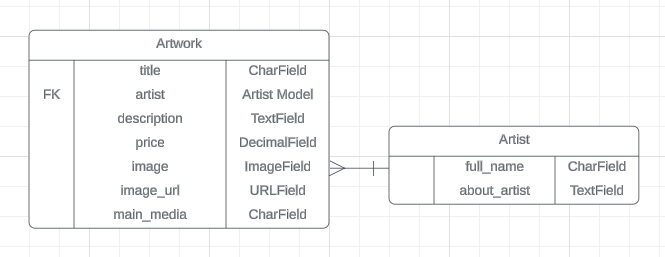 Artwork
title CharField
FK artist Artist Model
description TextField
price DecimalField
image ImageField
image_url URLField
main_media CharField
Artist
full_name CharField
about_artist TextField